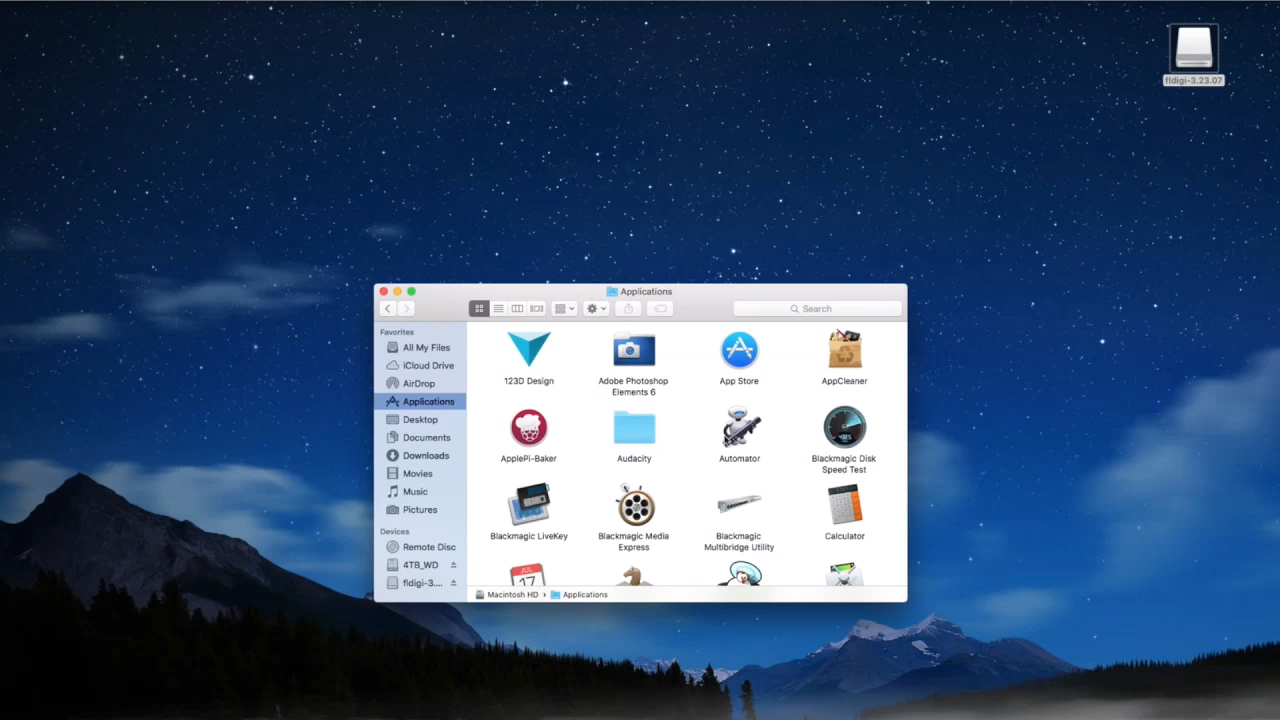 fldigi-3.23.07
Applications
Search
Favorites
All My Files
iCloud Drive
AirDrop
Applications
Desktop
Documents
Downloads
Movies
Music
Pictures
Devices
Remote Disc
4TB_WD
fldigi-3....
123D Design
Adobe Photoshop
Elements 6
App Store
AppCleaner
ApplePi-Baker
Audacity
Automator
Blackmagic Disk
Speed Test
Blackmagic LiveKey
Blackmagic Media
Express
Blackmagic
Multibridge Utility
Calculator
JUL
17
Macintosh HD › Applications